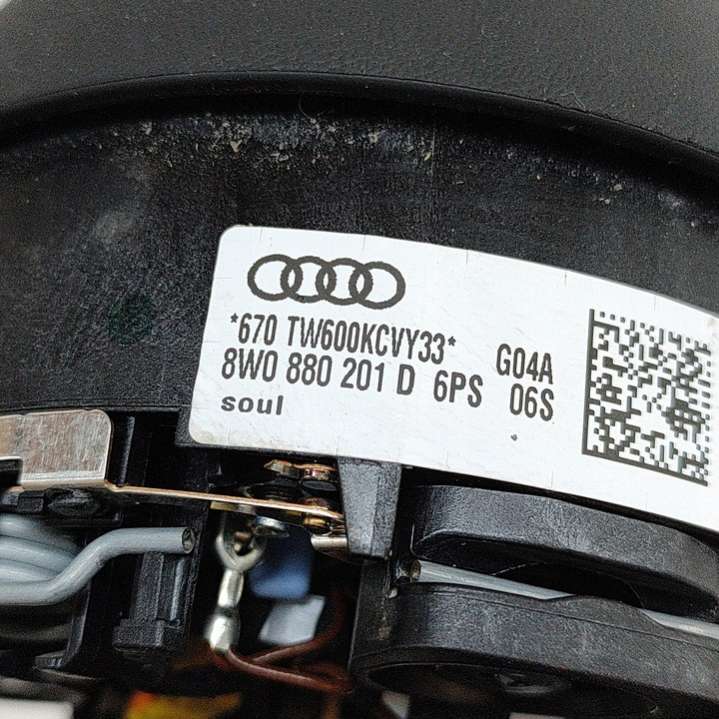 *670 TW600KCVY33* G04A
8W0 880 201 D 6PS 06S
soul